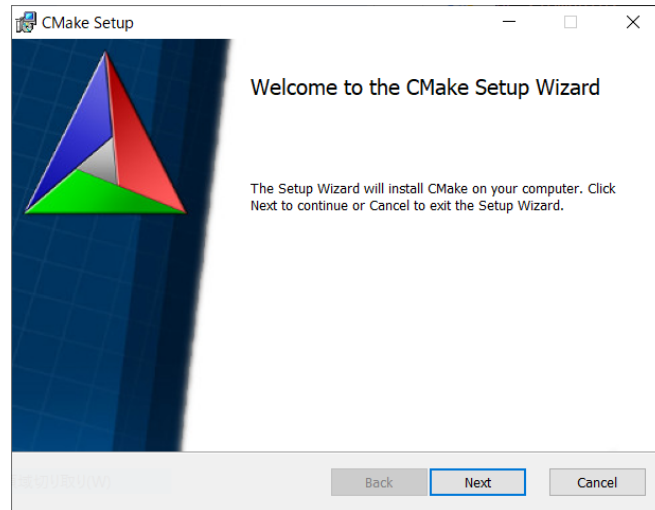 CMake Setup
Welcome to the CMake Setup Wizard
The Setup Wizard will install CMake on your computer. Click
Next to continue or Cancel to exit the Setup Wizard.
Back
Next
Cancel